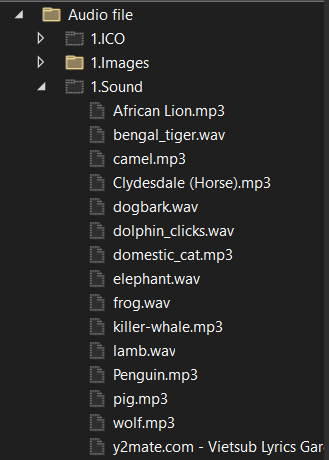 Audio file
1.ICO
1.Images
1.Sound
African Lion.mp3
bengal_tiger.wav
camel.mp3
Clydesdale (Horse).mp3
dogbark.wav
dolphin_clicks.wav
domestic_cat.mp3
elephant.wav
frog.wav
killer-whale.mp3
lamb.wav
Penguin.mp3
pig.mp3
wolf.mp3
y2mate.com - Vietsub Lyrics Gar